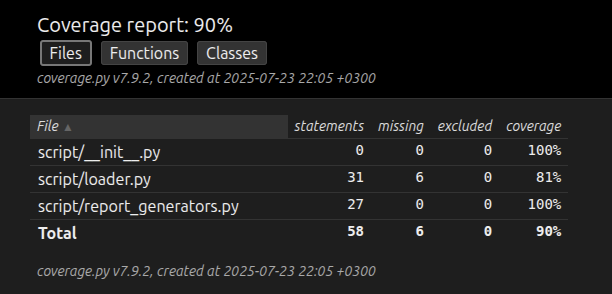 Coverage report: 90%
Files Functions Classes
coverage.py v7.9.2, created at 2025-07-23 22:05 +0300
File ▲ statements missing excluded coverage
script/__init__.py 0 0 0 100%
script/loader.py 31 6 0 81%
script/report_generators.py 27 0 0 100%
Total 58 6 0 90%
coverage.py v7.9.2, created at 2025-07-23 22:05 +0300